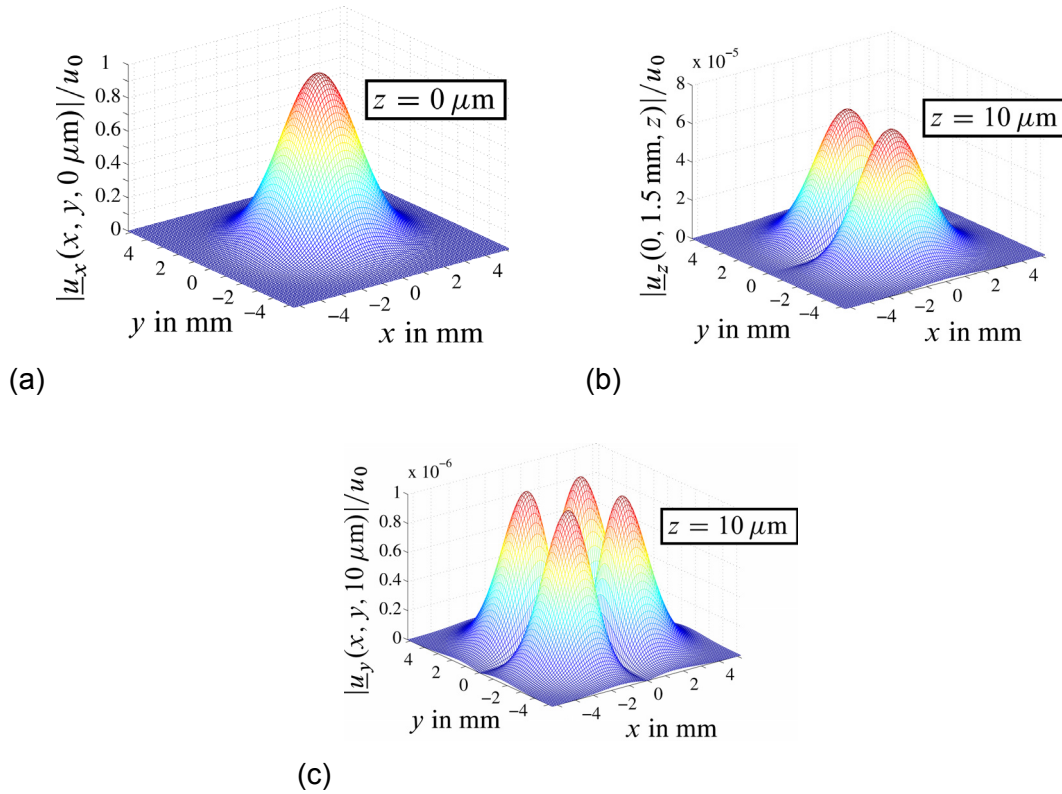 1
0.8
0.6
0.4
0.2
0
|u̲_x(x, y, 0 μm)|/u_0
z = 0 μm
4
2
0
−2
−4
y in mm
−4
−2
0
2
4
x in mm
(a)
x 10⁻⁵
8
6
4
2
0
|u̲_z(0, 1.5 mm, z)|/u_0
z = 10 μm
4
2
0
−2
−4
y in mm
−4
−2
0
2
4
x in mm
(b)
x 10⁻⁶
1
0.8
0.6
0.4
0.2
0
|u̲_y(x, y, 10 μm)|/u_0
z = 10 μm
4
2
0
−2
−4
y in mm
−4
−2
0
2
4
x in mm
(c)